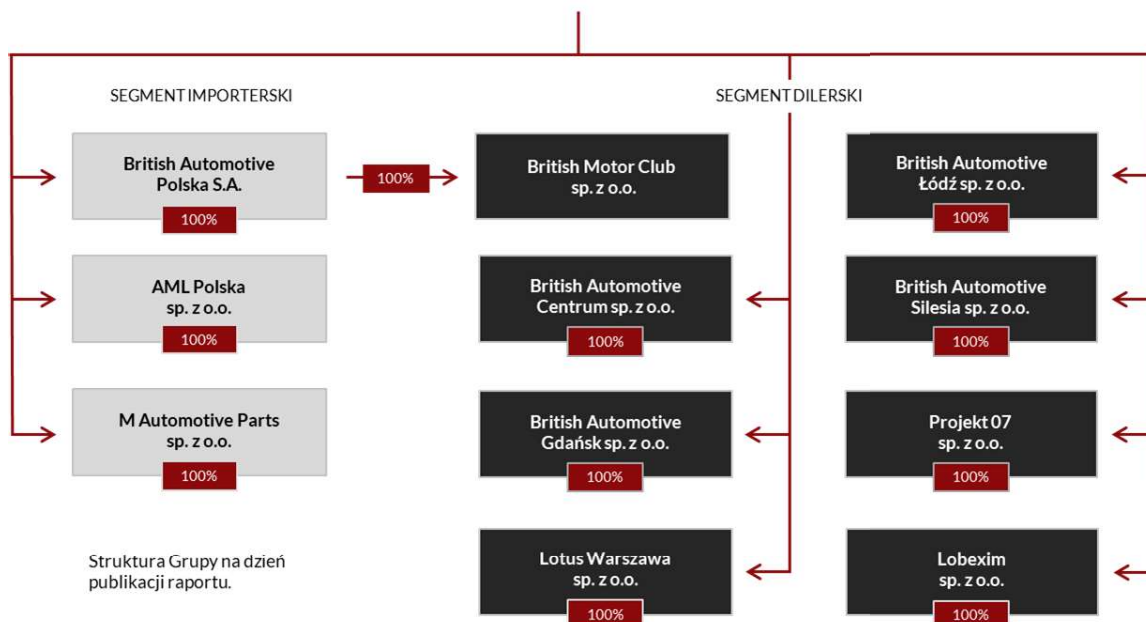 SEGMENT IMPORTERSKI
SEGMENT DILERSKI
British Automotive
Polska S.A.
100%
100%
British Motor Club
sp. z o.o.
British Automotive
Łódź sp. z o.o.
100%
AML Polska
sp. z o.o.
100%
British Automotive
Centrum sp. z o.o.
100%
British Automotive
Silesia sp. z o.o.
100%
M Automotive Parts
sp. z o.o.
100%
British Automotive
Gdańsk sp. z o.o.
100%
Projekt 07
sp. z o.o.
100%
Struktura Grupy na dzień
publikacji raportu.
Lotus Warszawa
sp. z o.o.
100%
Lobexim
sp. z o.o.
100%